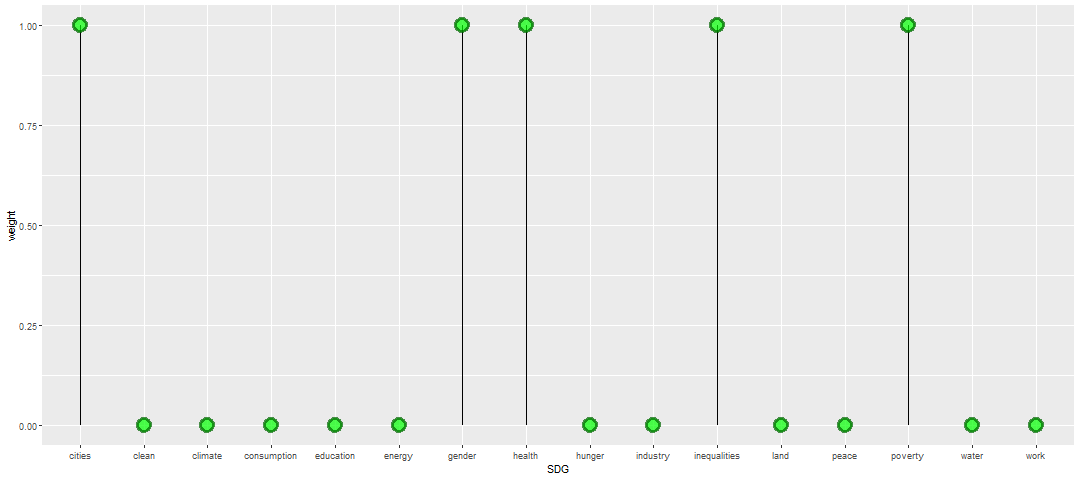 1.00
0.75
0.50
0.25
0.00
weight
cities clean climate consumption education energy gender health hunger industry inequalities land peace poverty water work
SDG